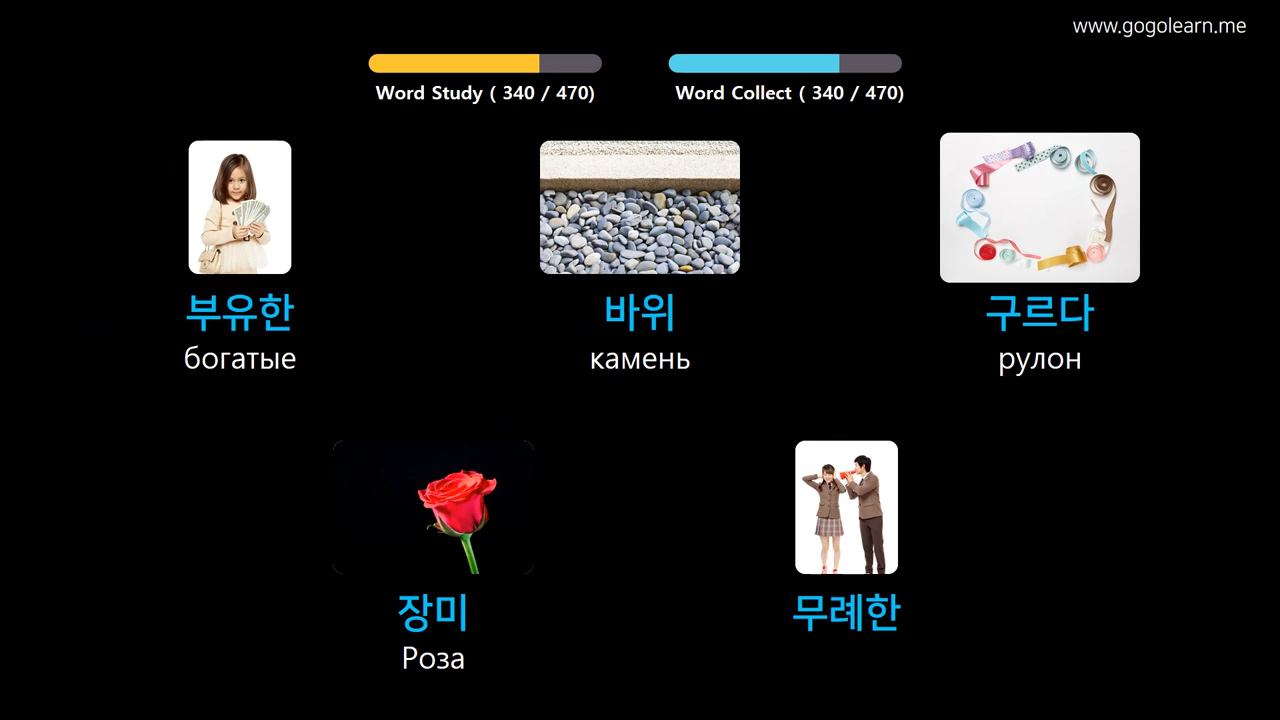 www.gogolearn.me
Word Study ( 340 / 470)
Word Collect ( 340 / 470)
부유한
богатые
바위
камень
구르다
рулон
장미
Роза
무례한